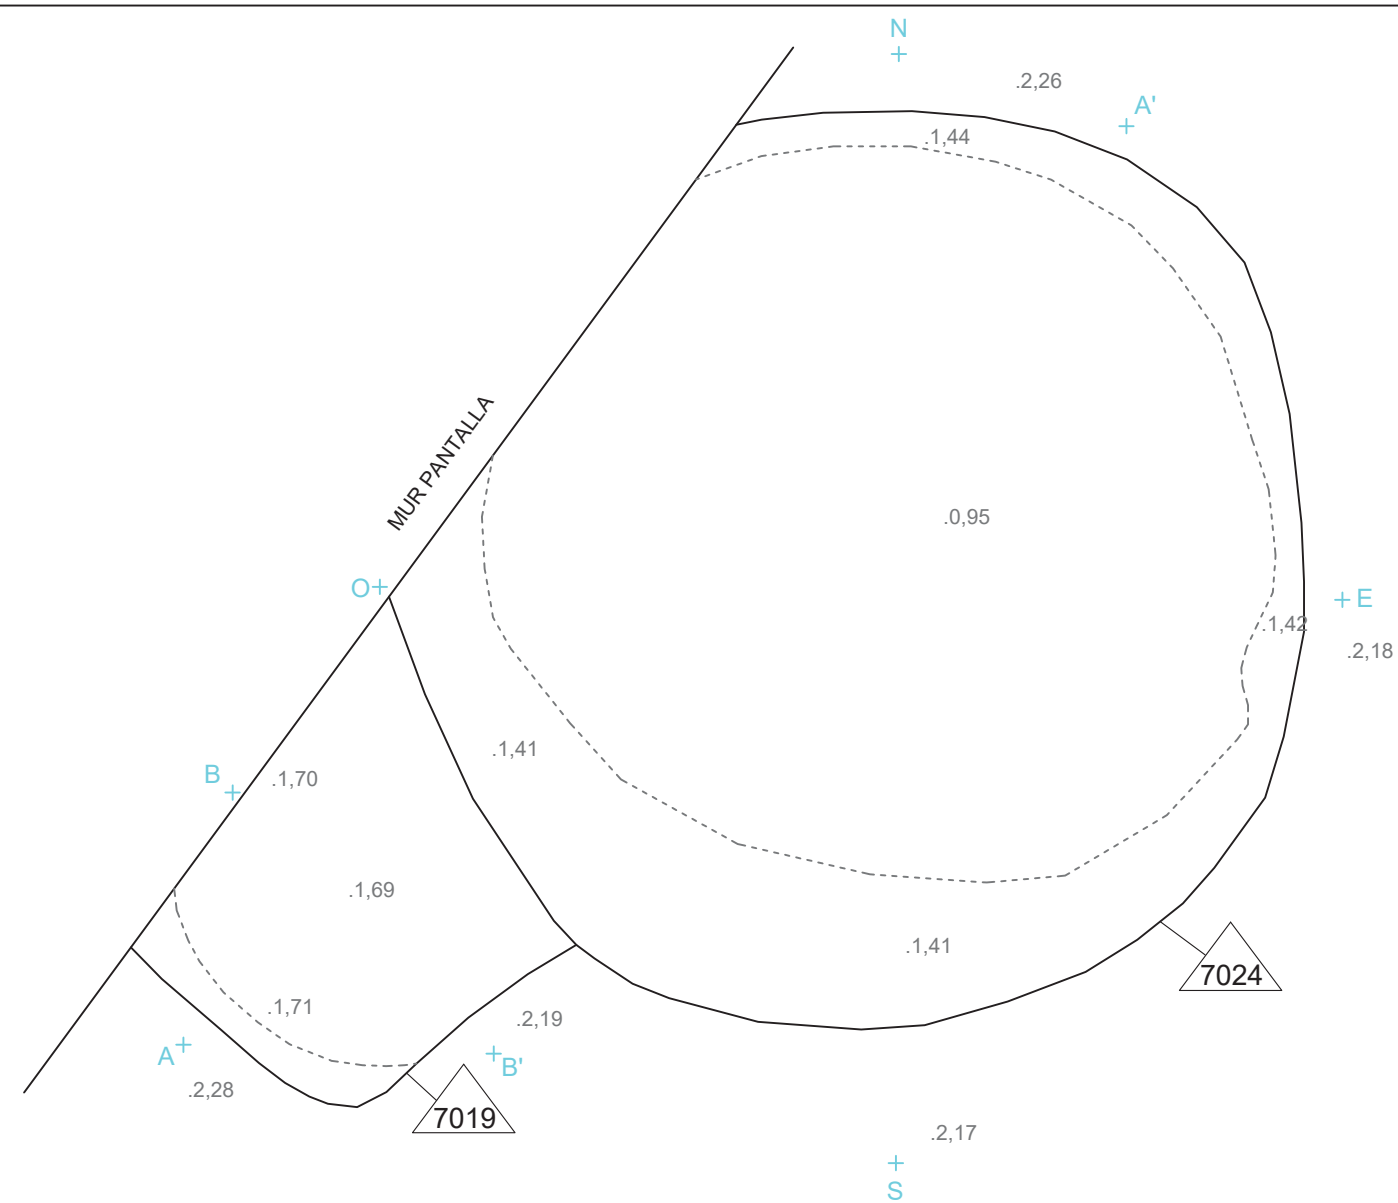 N
.2,26
A'
.1,44
MUR PANTALLA
.0,95
O
E
.1,42
.2,18
.1,41
B
.1,70
.1,69
.1,41
7024
.1,71
.2,19
A
B'
.2,28
7019
.2,17
S